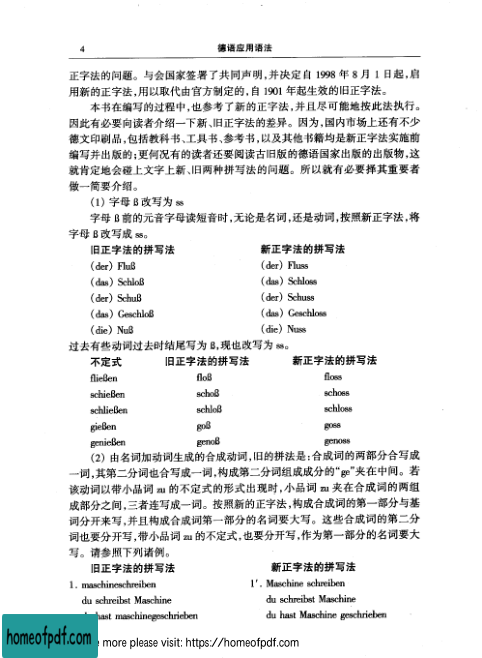 4 德语应用语法
正字法的问题。与会国家签署了共同声明,并决定自 1998 年 8 月 1 日起,启
用新的正字法,用以取代由官方制定的,自 1901 年起生效的旧正字法。
本书在编写的过程中,也参考了新的正字法,并且尽可能地按此法执行。
因此有必要向读者介绍一下新、旧正字法的差异。因为,国内市场上还有不少
德文印刷品,包括教科书、工具书、参考书,以及其他书籍均是新正字法实施前
编写并出版的;更何况有的读者还要阅读古旧版的德语国家出版的出版物,这
就肯定地会碰上文字上新、旧两种拼写法的问题。所以就有必要择其重要者
做一简要介绍。
(1) 字母 ß 改写为 ss
字母 ß 前的元音字母读短音时,无论是名词,还是动词,按照新正字法,将
字母 ß 改写成 ss。
旧正字法的拼写法 新正字法的拼写法
(der) Fluß (der) Fluss
(das) Schloß (das) Schloss
(der) Schuß (der) Schuss
(das) Geschloß (das) Geschloss
(die) Nuß (die) Nuss
过去有些动词过去时结尾写为 ß,现也改写为 ss。
不定式 旧正字法的拼写法 新正字法的拼写法
fließen floß floss
schießen schoß schoss
schließen schloß schloss
gießen goß goss
genießen genoß genoss
(2) 由名词加动词生成的合成动词,旧的拼法是:合成词的两部分合写成
一词,其第二分词也合写成一词,构成第二分词组成成分的“ge”夹在中间。若
该动词以带小品词 zu 的不定式的形式出现时,小品词 zu 夹在合成词的两组
成部分之间,三者连写成一词。按照新的正字法,构成合成词的第一部分与基
词分开来写,并且构成合成词第一部分的名词要大写。这些合成词的第二分
词也要分开写,带小品词 zu 的不定式,也要分开写,作为第一部分的名词要大
写。请参照下列诸例。
旧正字法的拼写法 新正字法的拼写法
1. maschineschreiben 1′. Maschine schreiben
du schreibst Maschine du schreibst Maschine
hast maschinegeschrieben du hast Maschine geschrieben
homeofpdf.com
more please visit: https://homeofpdf.com